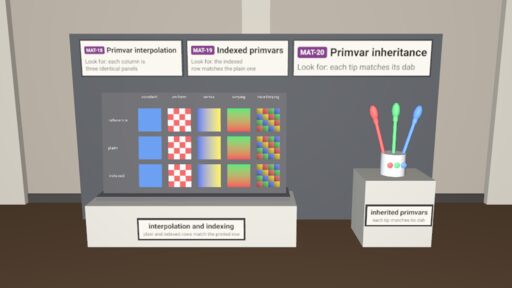 MAT-18 Primvar interpolation
Look for: each column is
three identical panels
MAT-19 Indexed primvars
Look for: the indexed
row matches the plain one
MAT-20 Primvar inheritance
Look for: each tip matches its dab
constant uniform vertex varying faceVarying
reference
plain
indexed
interpolation and indexing
plain and indexed rows match the printed one
inherited primvars
each tip matches its dab